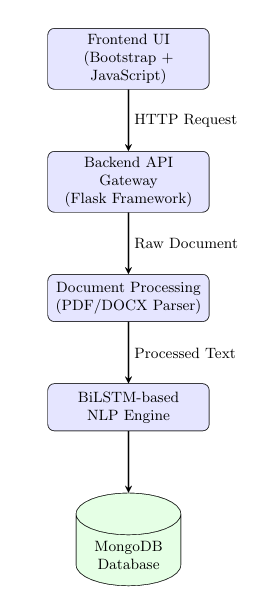 Frontend UI
(Bootstrap +
JavaScript)
HTTP Request
Backend API
Gateway
(Flask Framework)
Raw Document
Document Processing
(PDF/DOCX Parser)
Processed Text
BiLSTM-based
NLP Engine
MongoDB
Database